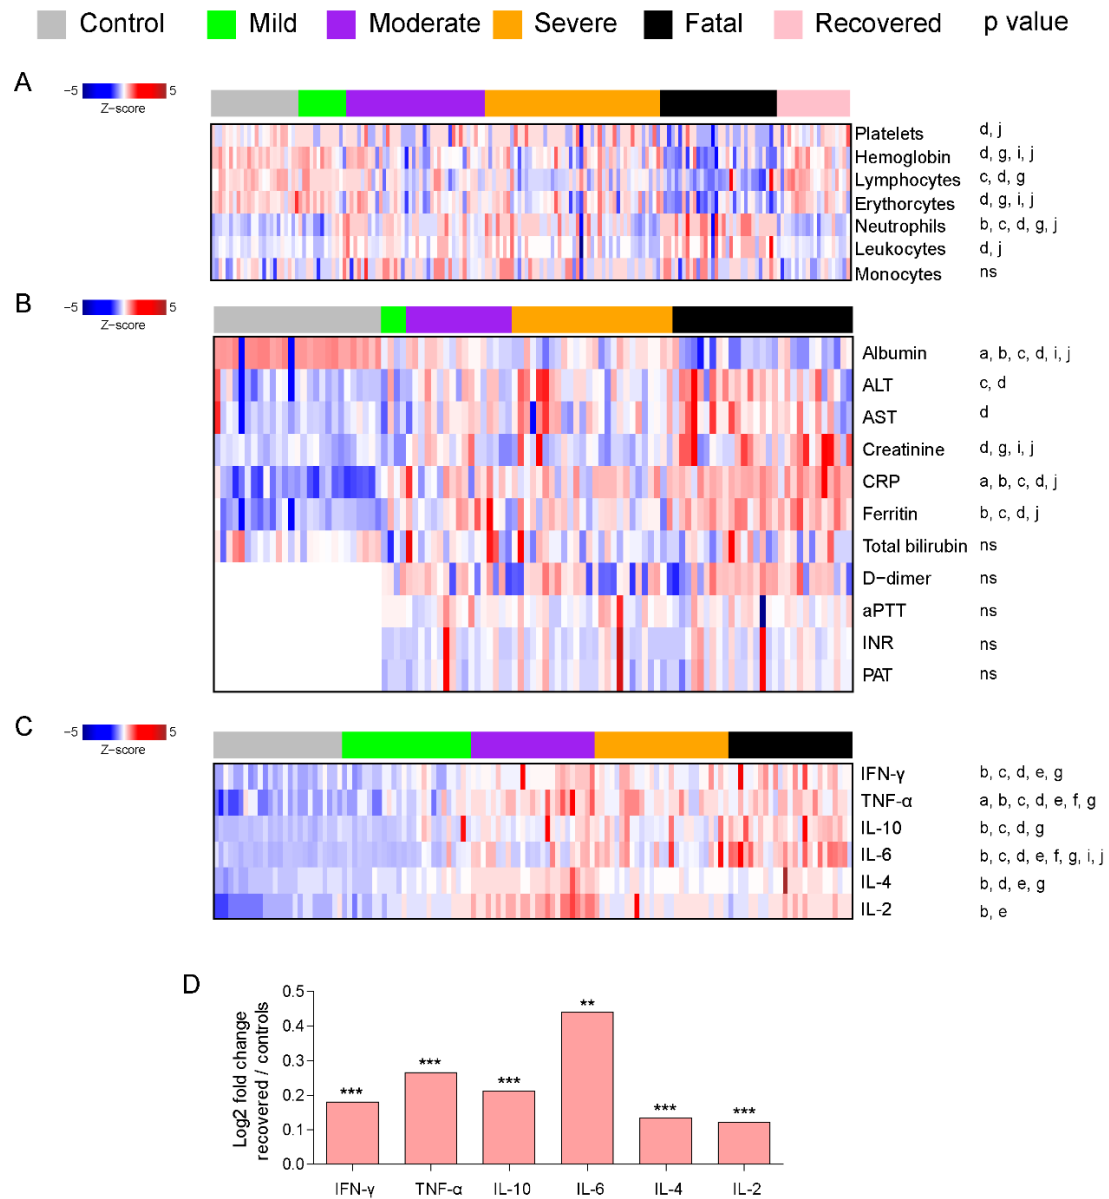 Control Mild Moderate Severe Fatal Recovered p value
A
−5 5
Z−score
Platelets d, j
Hemoglobin d, g, i, j
Lymphocytes c, d, g
Erythorcytes d, g, i, j
Neutrophils b, c, d, g, j
Leukocytes d, j
Monocytes ns
B
−5 5
Z−score
Albumin a, b, c, d, i, j
ALT c, d
AST d
Creatinine d, g, i, j
CRP a, b, c, d, j
Ferritin b, c, d, j
Total bilirubin ns
D−dimer ns
aPTT ns
INR ns
PAT ns
C
−5 5
Z−score
IFN-γ b, c, d, e, g
TNF-α a, b, c, d, e, f, g
IL-10 b, c, d, g
IL-6 b, c, d, e, f, g, i, j
IL-4 b, d, e, g
IL-2 b, e
D
Log2 fold change
recovered / controls
0.5
0.4
0.3
0.2
0.1
0.0
*** *** *** ** *** ***
IFN-γ TNF-α IL-10 IL-6 IL-4 IL-2